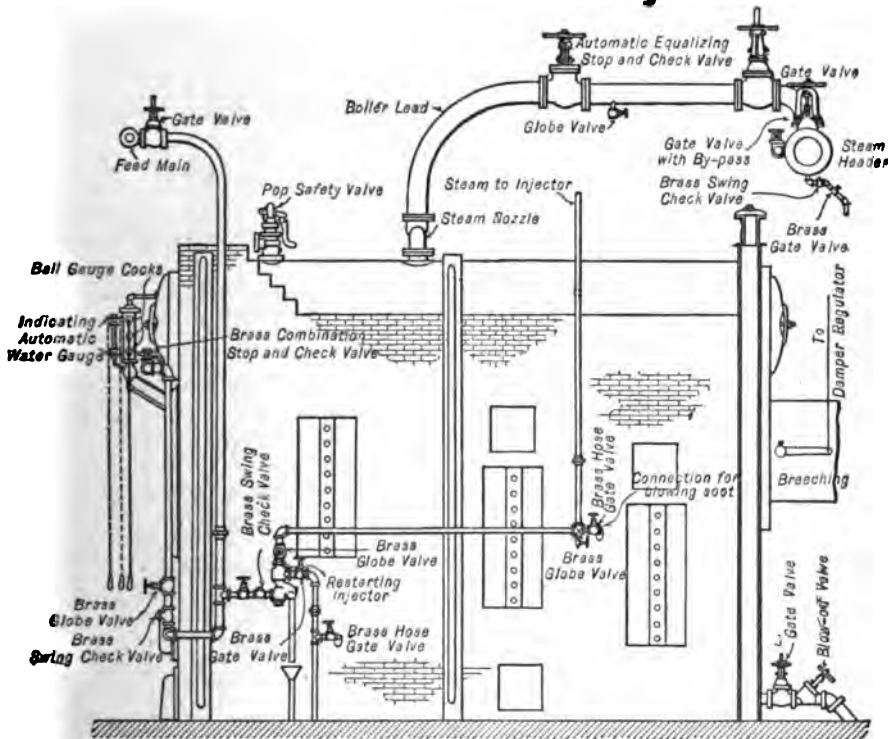 Automatic Equalizing
Stop and Check Valve
Gate Valve
Gate Valve
Feed Main
Boiler Lead
Globe Valve
Gate Valve
with By-pass
Steam
Header
Brass Swing
Check Valve
Brass
Gate Valve
Pop Safety Valve
Steam to Injector
Steam Nozzle
Ball Gauge Cocks
Indicating
Automatic
Water Gauge
Brass Combination
Stop and Check Valve
To
Damper Regulator
Breeching
Brass Swing
Check Valve
Brass Hose
Gate Valve
Connection for
blowing soot
Brass
Globe Valve
Brass
Globe Valve
Restarting
Injector
Brass
Globe Valve
Brass
Swing Check Valve
Brass
Gate Valve
Brass Hose
Gate Valve
Gate Valve
Blow-off Valve